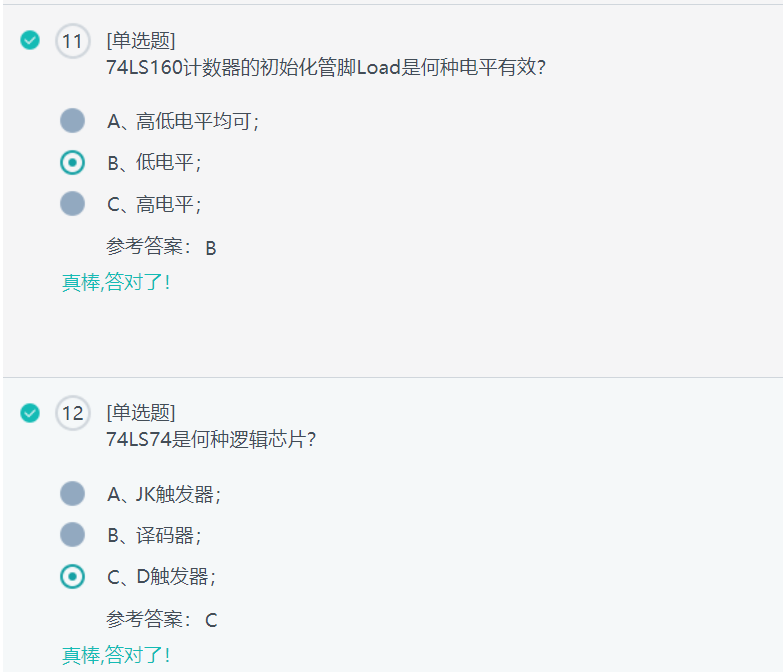 11 [单选题]
74LS160计数器的初始化管脚Load是何种电平有效?
A、高低电平均可;
B、低电平;
C、高电平;
参考答案: B
真棒,答对了!
12 [单选题]
74LS74是何种逻辑芯片?
A、JK触发器;
B、译码器;
C、D触发器;
参考答案: C
真棒,答对了!